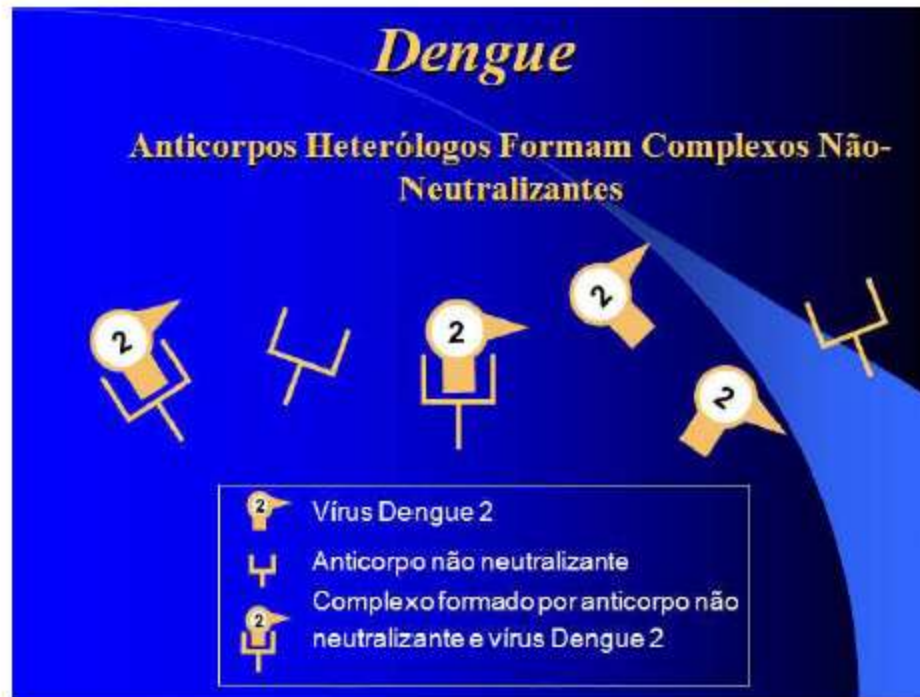 Dengue
Anticorpos Heterólogos Formam Complexos Não-
Neutralizantes
2
2
2
2
2 Vírus Dengue 2
Anticorpo não neutralizante
Complexo formado por anticorpo não
2 neutralizante e vírus Dengue 2